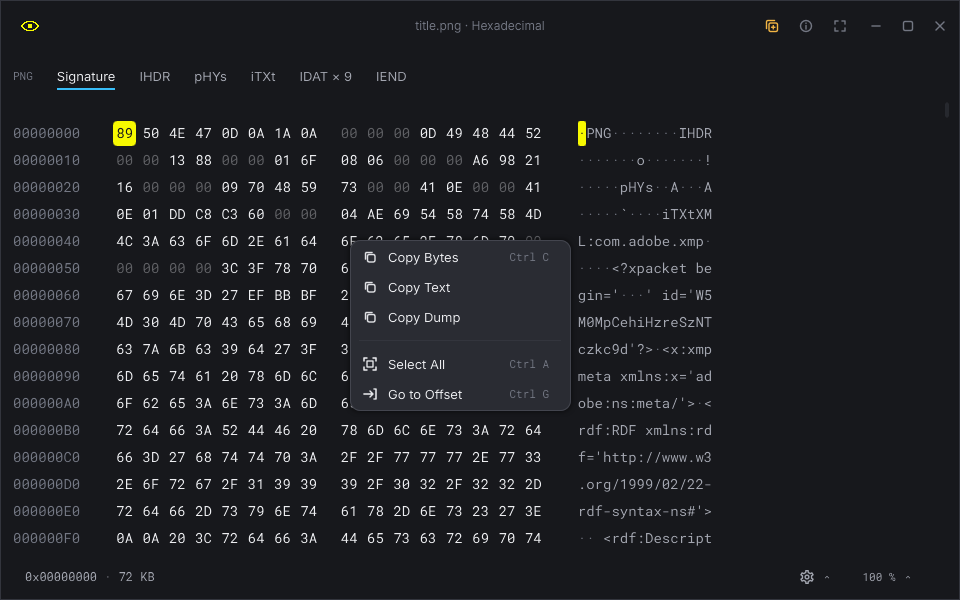 title.png · Hexadecimal
PNG Signature IHDR pHYs iTXt IDAT × 9 IEND
00000000 89 50 4E 47 0D 0A 1A 0A 00 00 00 0D 49 48 44 52 ·PNG········IHDR
00000010 00 00 13 88 00 00 01 6F 08 06 00 00 00 A6 98 21 ·······o·······!
00000020 16 00 00 00 09 70 48 59 73 00 00 41 0E 00 00 41 ·····pHYs··A···A
00000030 0E 01 DD C8 C3 60 00 00 04 AE 69 54 58 74 58 4D ·····`····iTXtXM
00000040 4C 3A 63 6F 6D 2E 61 64 6F 62 65 2E 78 6D 70 00 L:com.adobe.xmp·
00000050 00 00 00 00 3C 3F 78 70 6 ····<?xpacket be
00000060 67 69 6E 3D 27 EF BB BF 2 gin='···' id='W5
00000070 4D 30 4D 70 43 65 68 69 4 M0MpCehiHzreSzNT
00000080 63 7A 6B 63 39 64 27 3F 3 czkc9d'?>·<x:xmp
00000090 6D 65 74 61 20 78 6D 6C 6 meta xmlns:x='ad
000000A0 6F 62 65 3A 6E 73 3A 6D 6 obe:ns:meta/'>·<
000000B0 72 64 66 3A 52 44 46 20 78 6D 6C 6E 73 3A 72 64 rdf:RDF xmlns:rd
000000C0 66 3D 27 68 74 74 70 3A 2F 2F 77 77 77 2E 77 33 f='http://www.w3
000000D0 2E 6F 72 67 2F 31 39 39 39 2F 30 32 2F 32 32 2D .org/1999/02/22-
000000E0 72 64 66 2D 73 79 6E 74 61 78 2D 6E 73 23 27 3E rdf-syntax-ns#'>
000000F0 0A 0A 20 3C 72 64 66 3A 44 65 73 63 72 69 70 74 ·· <rdf:Descript
Copy Bytes Ctrl C
Copy Text
Copy Dump
Select All Ctrl A
Go to Offset Ctrl G
0x00000000 · 72 KB 100 %